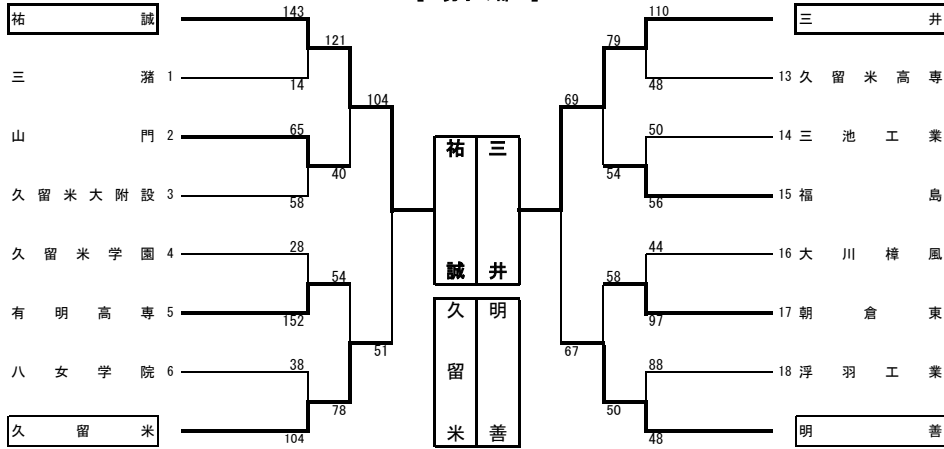 祐誠
143
121
三潴 1
14
104
山門 2
65
40
久留米大附設 3
58
久留米学園 4
28
54
有明高専 5
152
51
八女学院 6
38
78
久留米
104
祐誠
三井
久留米
明善
110
三井
79
48
13 久留米高専
69
50
14 三池工業
54
56
15 福島
44
16 大川樟風
58
97
17 朝倉東
67
88
18 浮羽工業
50
48
明善